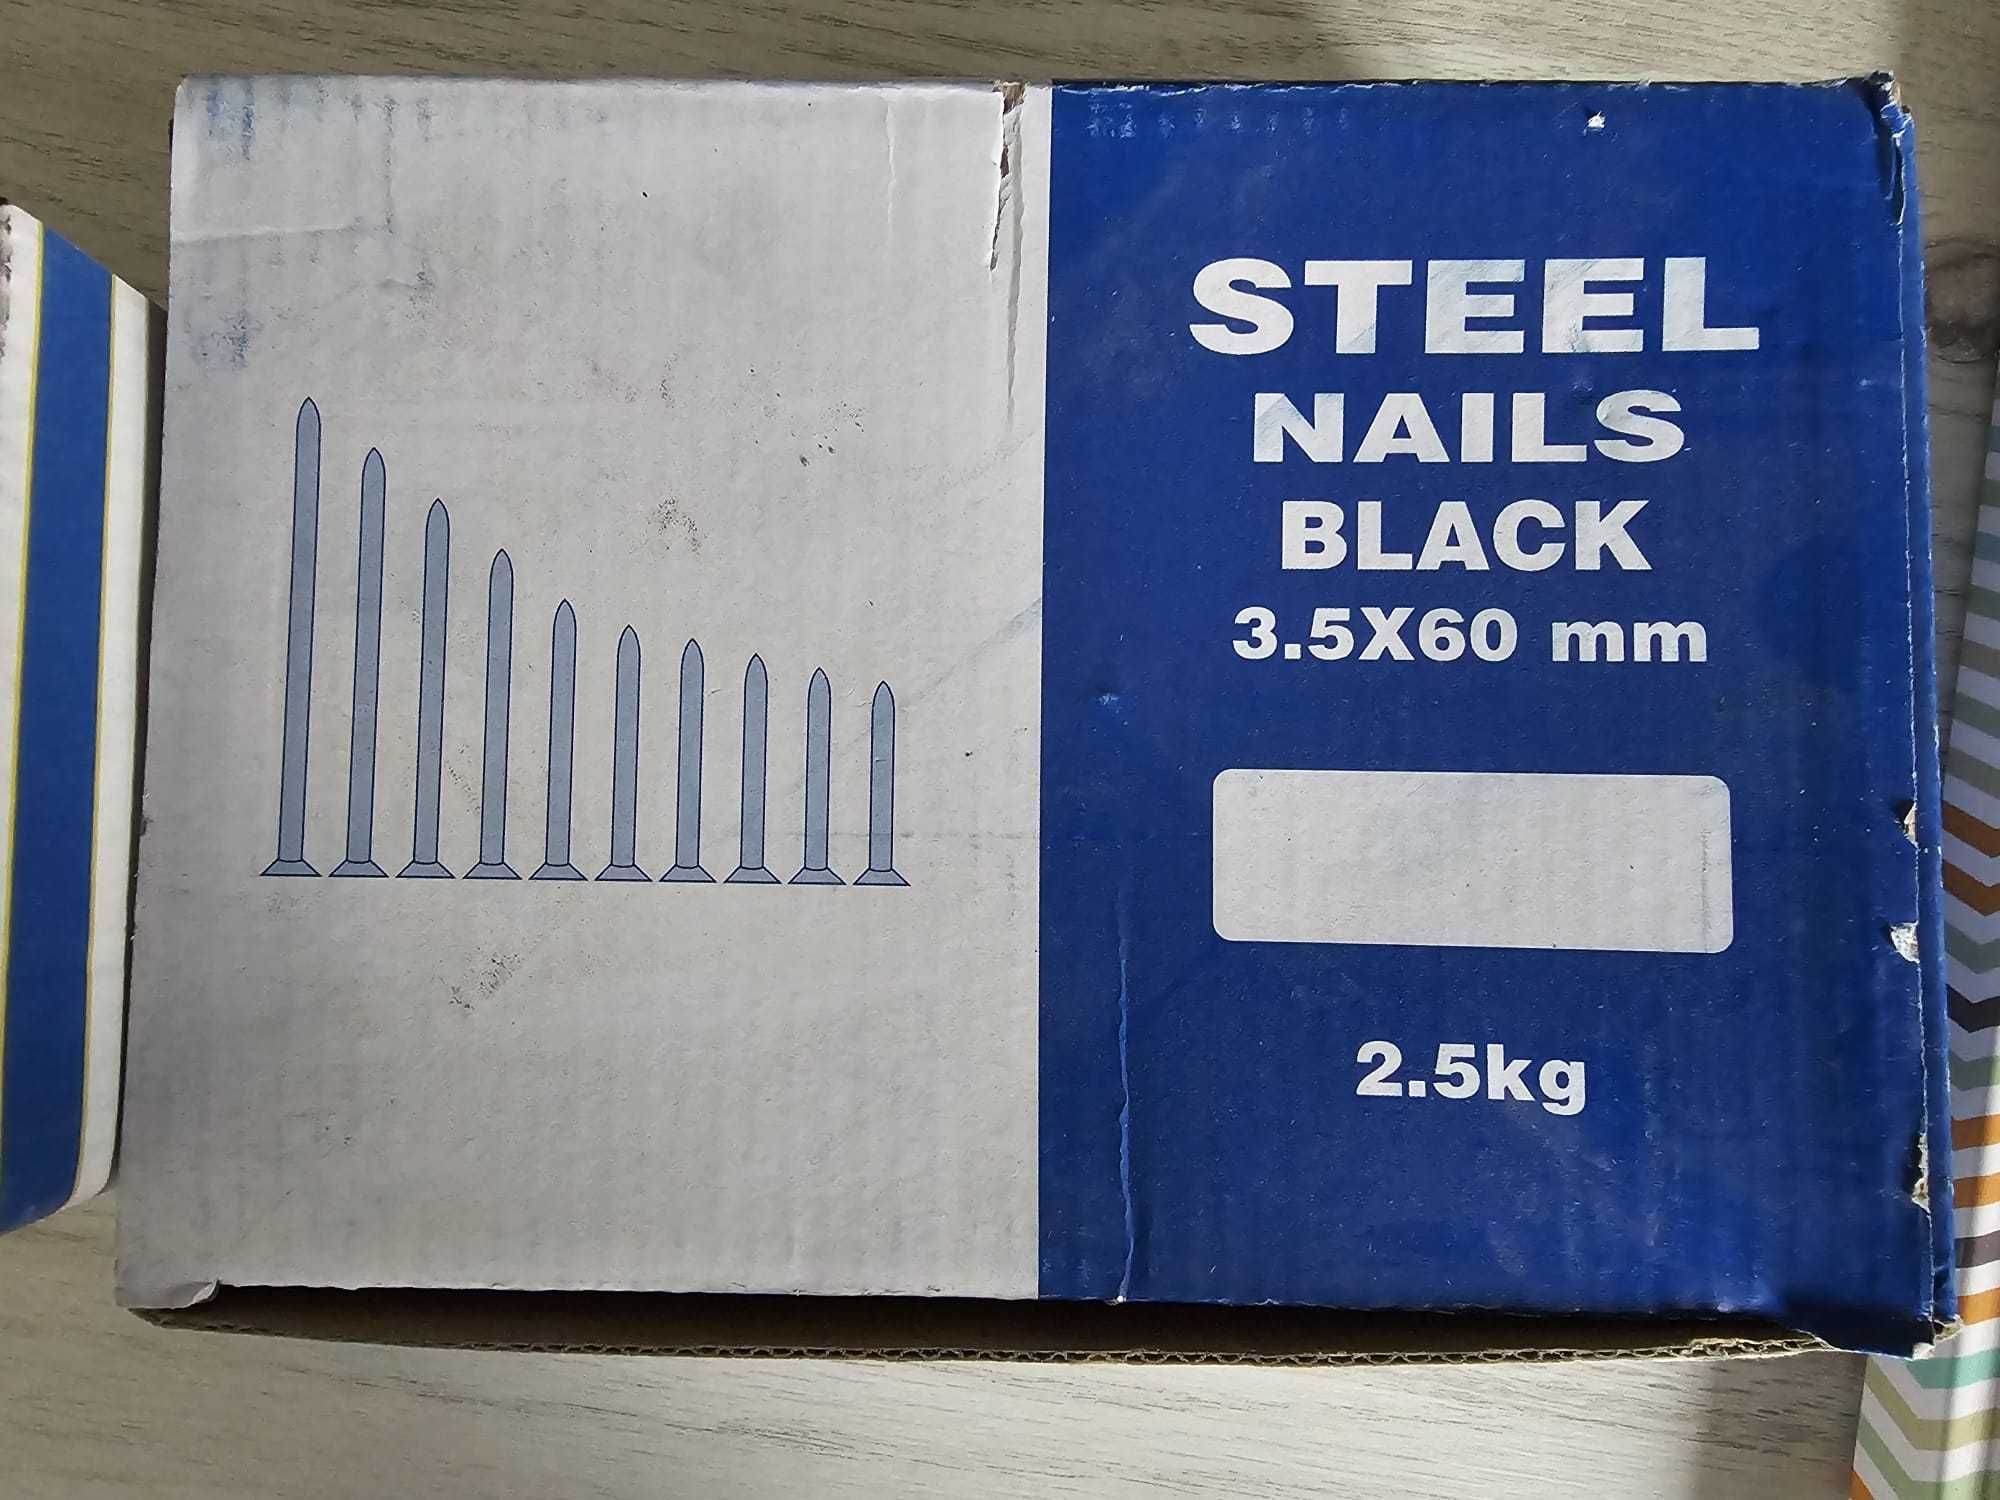 STEEL
NAILS
BLACK
3.5X60 mm
2.5kg